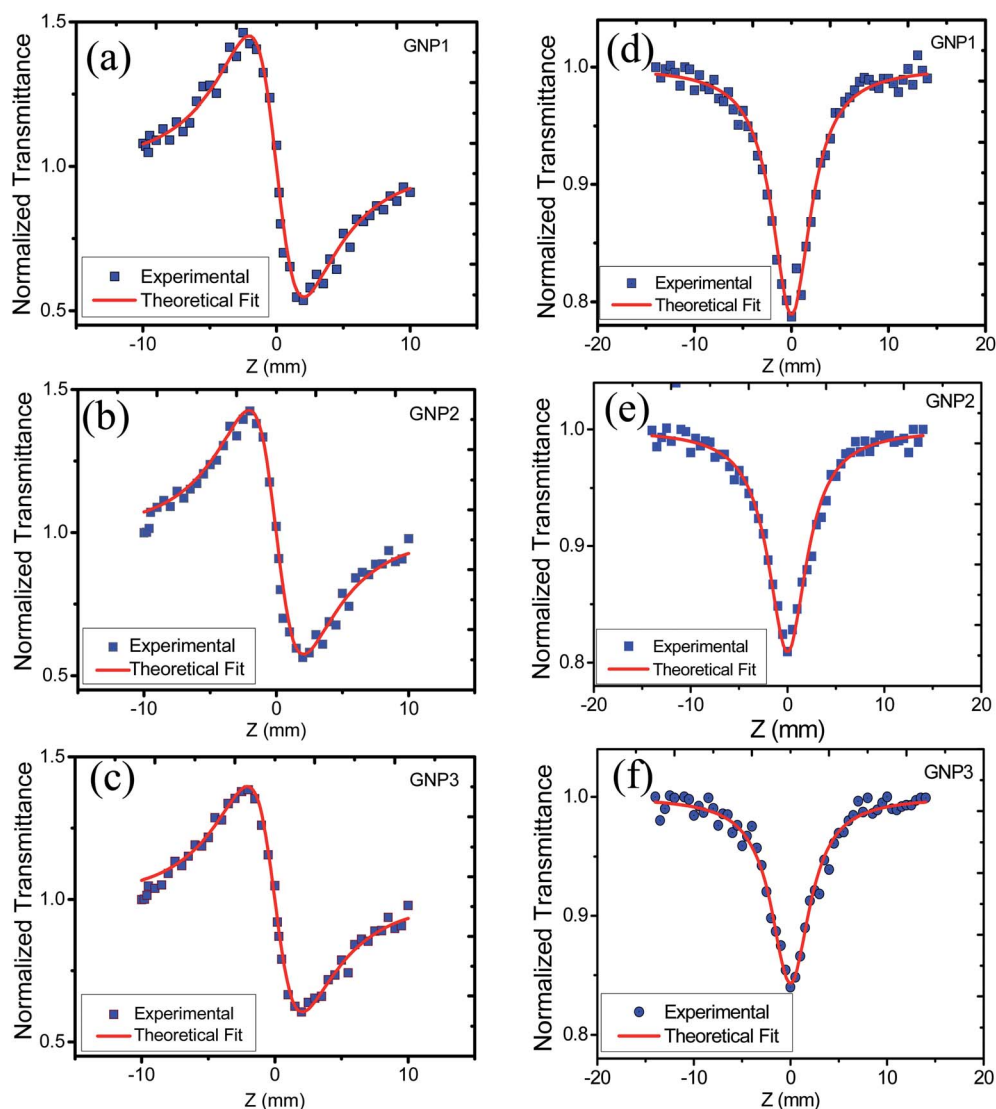 (a)
GNP1
Normalized Transmittance
1.5
1.0
0.5
Experimental
Theoretical Fit
-10
0
10
Z (mm)
(d)
GNP1
Normalized Transmittance
1.0
0.9
0.8
Experimental
Theoretical Fit
-20
-10
0
10
20
Z (mm)
(b)
GNP2
Normalized Transmittance
1.5
1.0
0.5
Experimental
Theoretical Fit
-10
0
10
Z (mm)
(e)
GNP2
Normalized Transmittance
1.0
0.9
0.8
Experimental
Theoretical Fit
-20
-10
0
10
20
Z (mm)
(c)
GNP3
Normalized Transmittance
1.5
1.0
0.5
Experimental
Theoretical Fit
-10
0
10
Z (mm)
(f)
GNP3
Normalized Transmittance
1.0
0.9
0.8
Experimental
Theoretical Fit
-20
-10
0
10
20
Z (mm)